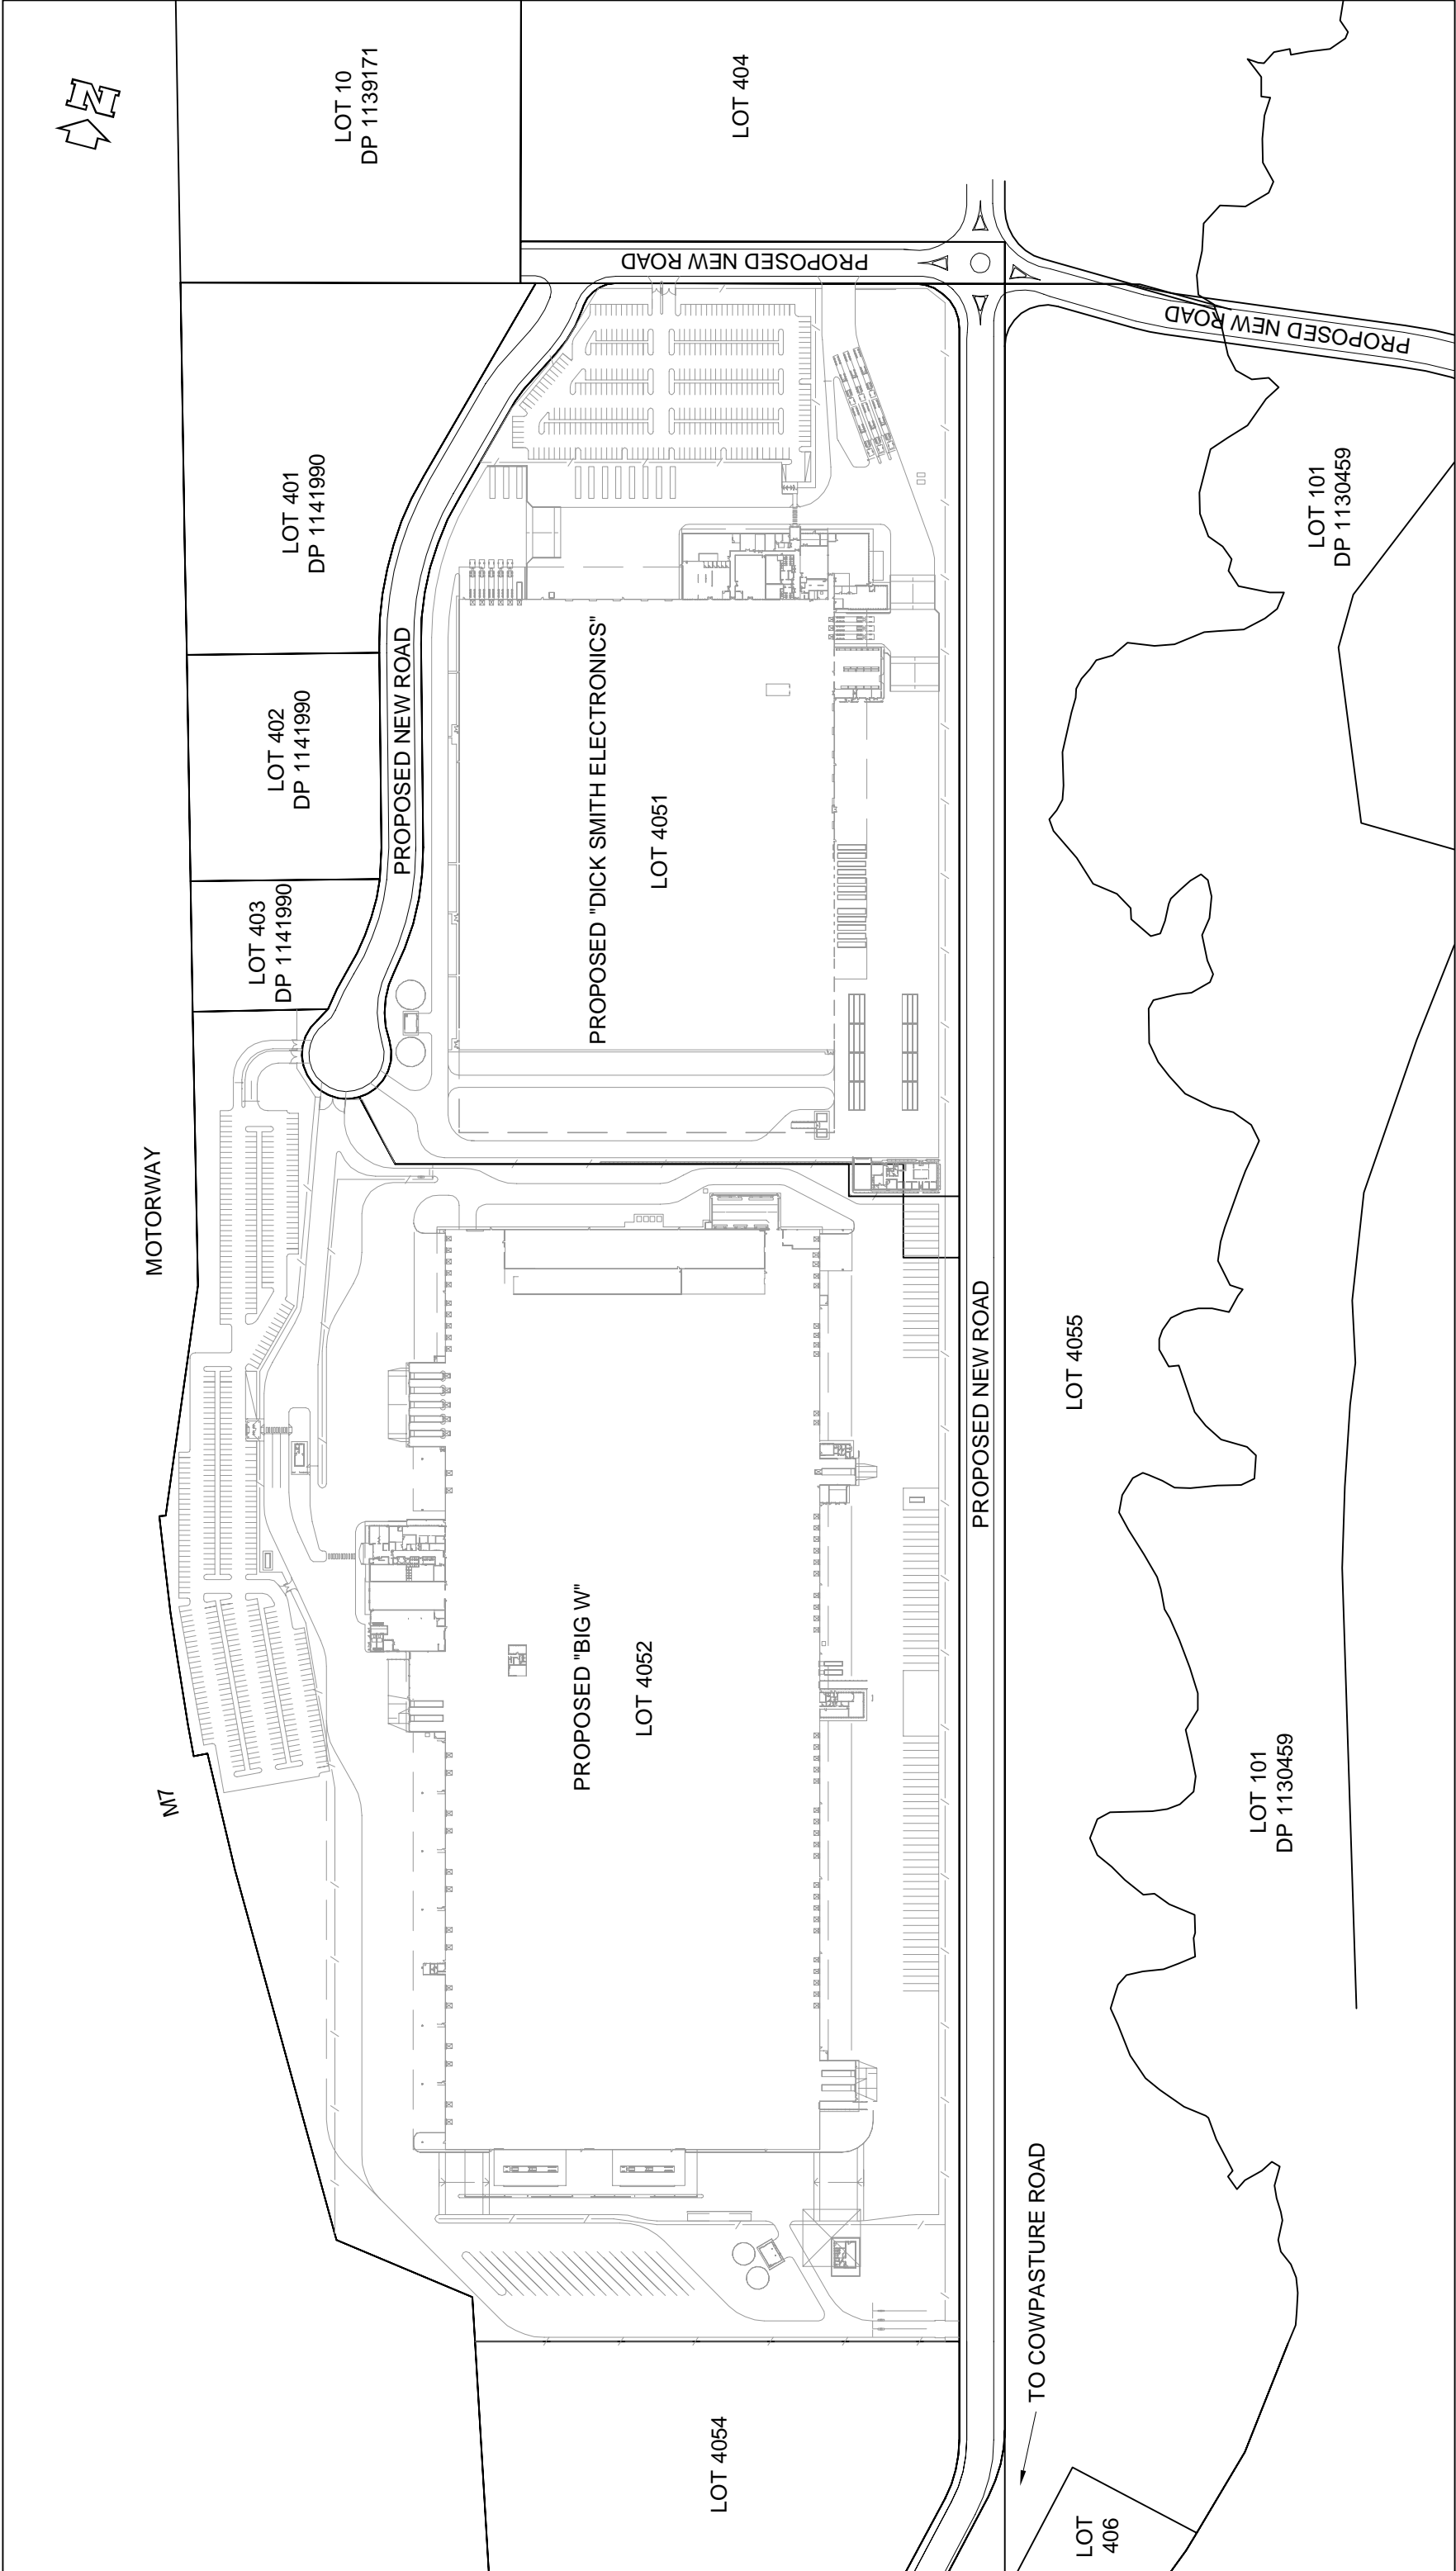 N
LOT 10
DP 1139171
LOT 404
PROPOSED NEW ROAD
PROPOSED NEW ROAD
LOT 401
DP 1141990
LOT 101
DP 1130459
LOT 402
DP 1141990
PROPOSED NEW ROAD
PROPOSED "DICK SMITH ELECTRONICS"
LOT 4051
LOT 403
DP 1141990
MOTORWAY
M7
PROPOSED NEW ROAD
LOT 4055
PROPOSED "BIG W"
LOT 4052
LOT 101
DP 1130459
TO COWPASTURE ROAD
LOT 4054
LOT
406